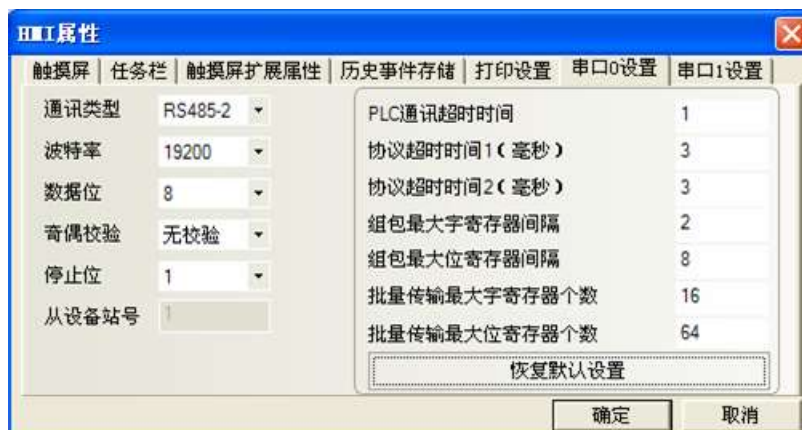 HMI属性
触摸屏 任务栏 触摸屏扩展属性 历史事件存储 打印设置 串口0设置 串口1设置
通讯类型 RS485-2
波特率 19200
数据位 8
奇偶校验 无校验
停止位 1
从设备站号 1
PLC通讯超时时间 1
协议超时时间1(毫秒) 3
协议超时时间2(毫秒) 3
组包最大字寄存器间隔 2
组包最大位寄存器间隔 8
批量传输最大字寄存器个数 16
批量传输最大位寄存器个数 64
恢复默认设置
确定 取消